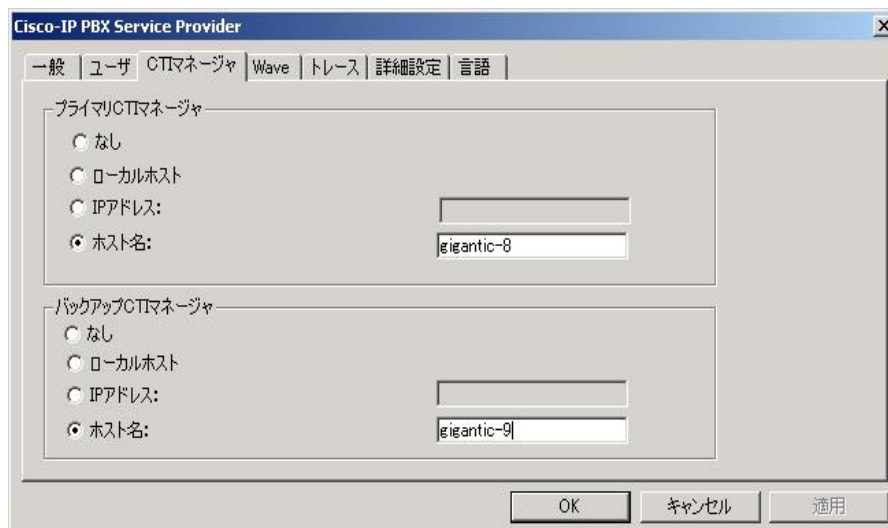 Cisco-IP PBX Service Provider
一般 ユーザ CTIマネージャ Wave トレース 詳細設定 言語
プライマリCTIマネージャ
なし
ローカルホスト
IPアドレス:
ホスト名: gigantic-8
バックアップCTIマネージャ
なし
ローカルホスト
IPアドレス:
ホスト名: gigantic-9
OK キャンセル 適用